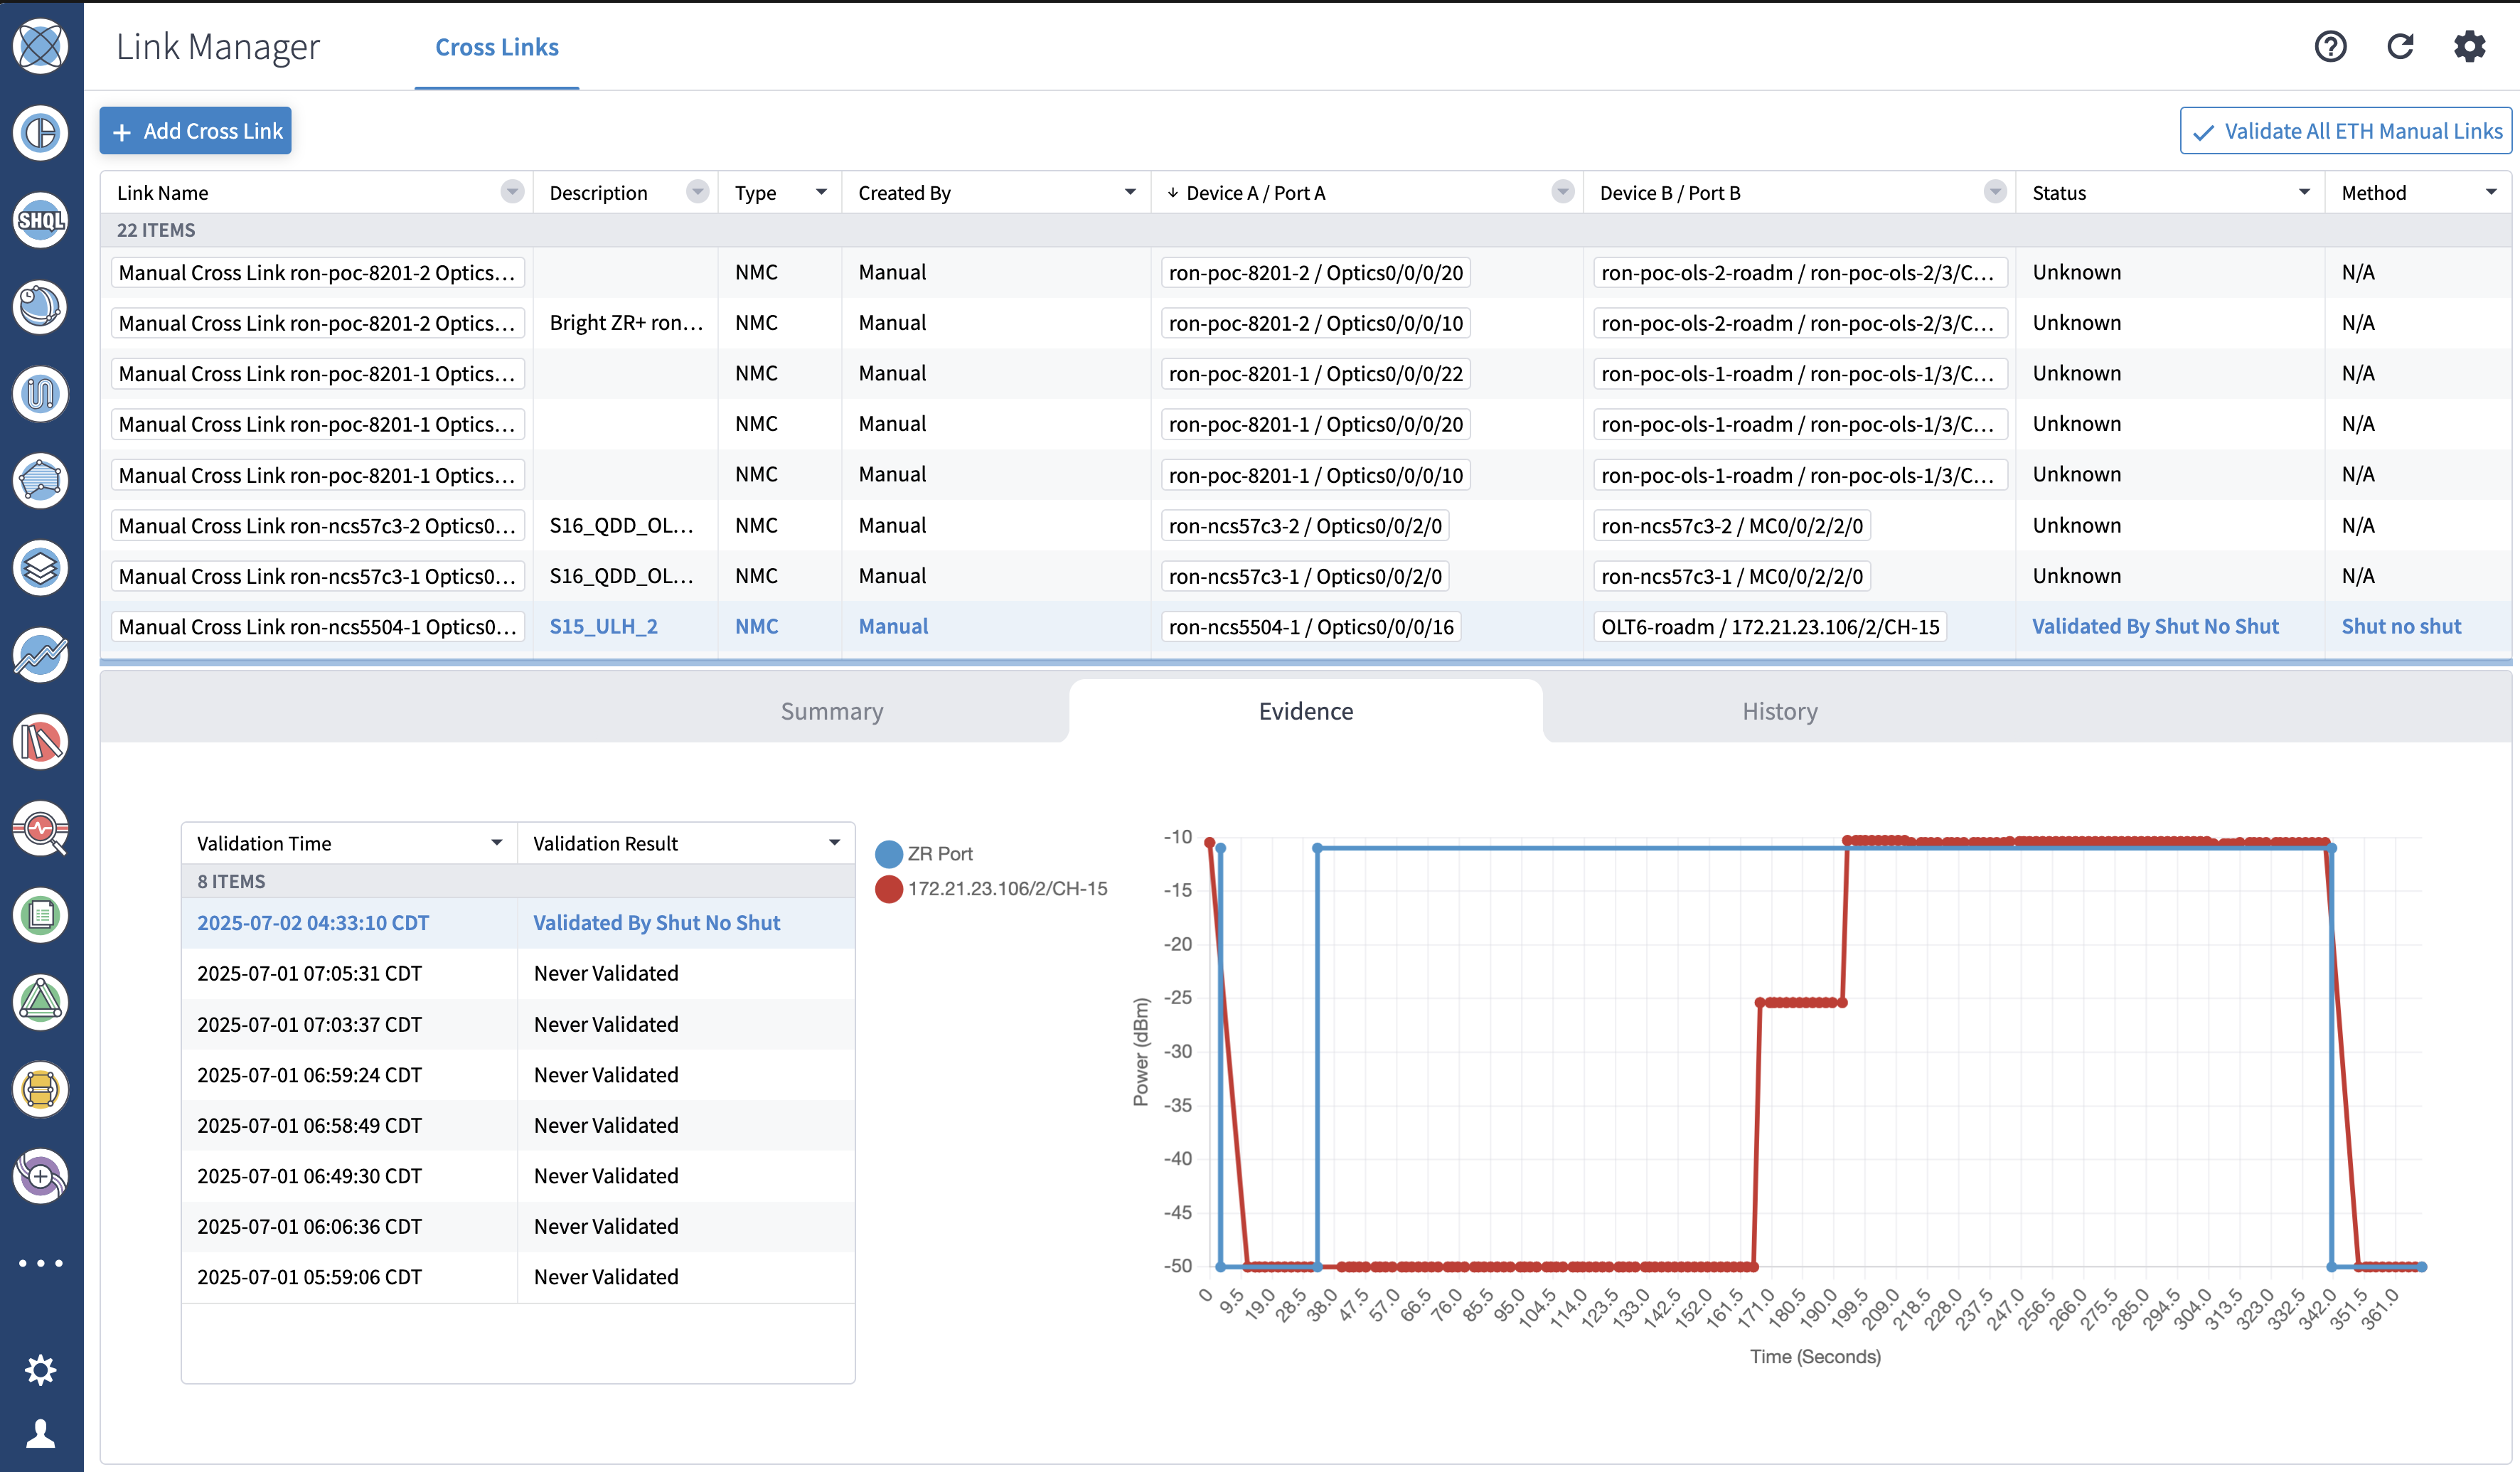 Link Manager
Cross Links
SHQL
+ Add Cross Link
Validate All ETH Manual Links
Link Name Description Type Created By Device A / Port A Device B / Port B Status Method
22 ITEMS
Manual Cross Link ron-poc-8201-2 Optics... NMC Manual ron-poc-8201-2 / Optics0/0/0/20 ron-poc-ols-2-roadm / ron-poc-ols-2/3/C... Unknown N/A
Manual Cross Link ron-poc-8201-2 Optics... Bright ZR+ ron... NMC Manual ron-poc-8201-2 / Optics0/0/0/10 ron-poc-ols-2-roadm / ron-poc-ols-2/3/C... Unknown N/A
Manual Cross Link ron-poc-8201-1 Optics... NMC Manual ron-poc-8201-1 / Optics0/0/0/22 ron-poc-ols-1-roadm / ron-poc-ols-1/3/C... Unknown N/A
Manual Cross Link ron-poc-8201-1 Optics... NMC Manual ron-poc-8201-1 / Optics0/0/0/20 ron-poc-ols-1-roadm / ron-poc-ols-1/3/C... Unknown N/A
Manual Cross Link ron-poc-8201-1 Optics... NMC Manual ron-poc-8201-1 / Optics0/0/0/10 ron-poc-ols-1-roadm / ron-poc-ols-1/3/C... Unknown N/A
Manual Cross Link ron-ncs57c3-2 Optics0... S16_QDD_OL... NMC Manual ron-ncs57c3-2 / Optics0/0/2/0 ron-ncs57c3-2 / MC0/0/2/2/0 Unknown N/A
Manual Cross Link ron-ncs57c3-1 Optics0... S16_QDD_OL... NMC Manual ron-ncs57c3-1 / Optics0/0/2/0 ron-ncs57c3-1 / MC0/0/2/2/0 Unknown N/A
Manual Cross Link ron-ncs5504-1 Optics0... S15_ULH_2 NMC Manual ron-ncs5504-1 / Optics0/0/0/16 OLT6-roadm / 172.21.23.106/2/CH-15 Validated By Shut No Shut Shut no shut
Summary Evidence History
Validation Time Validation Result
8 ITEMS
2025-07-02 04:33:10 CDT Validated By Shut No Shut
2025-07-01 07:05:31 CDT Never Validated
2025-07-01 07:03:37 CDT Never Validated
2025-07-01 06:59:24 CDT Never Validated
2025-07-01 06:58:49 CDT Never Validated
2025-07-01 06:49:30 CDT Never Validated
2025-07-01 06:06:36 CDT Never Validated
2025-07-01 05:59:06 CDT Never Validated
ZR Port
172.21.23.106/2/CH-15
Power (dBm)
-10
-15
-20
-25
-30
-35
-40
-45
-50
0 9.5 19.0 28.5 38.0 47.5 57.0 66.5 76.0 85.5 95.0 104.5 114.0 123.5 133.0 142.5 152.0 161.5 171.0 180.5 190.0 199.5 209.0 218.5 228.0 237.5 247.0 256.5 266.0 275.5 285.0 294.5 304.0 313.5 323.0 332.5 342.0 351.5 361.0
Time (Seconds)